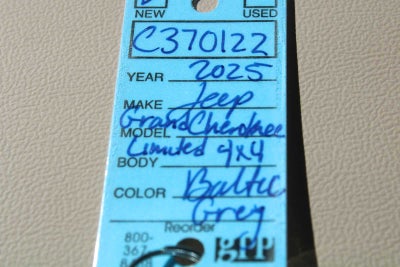 NEW USED
C370122
YEAR 2025
MAKE Jeep
MODEL Grand Cherokee
BODY Limited 4x4
COLOR Baltic
Grey
Reorder
800-
367- gpp